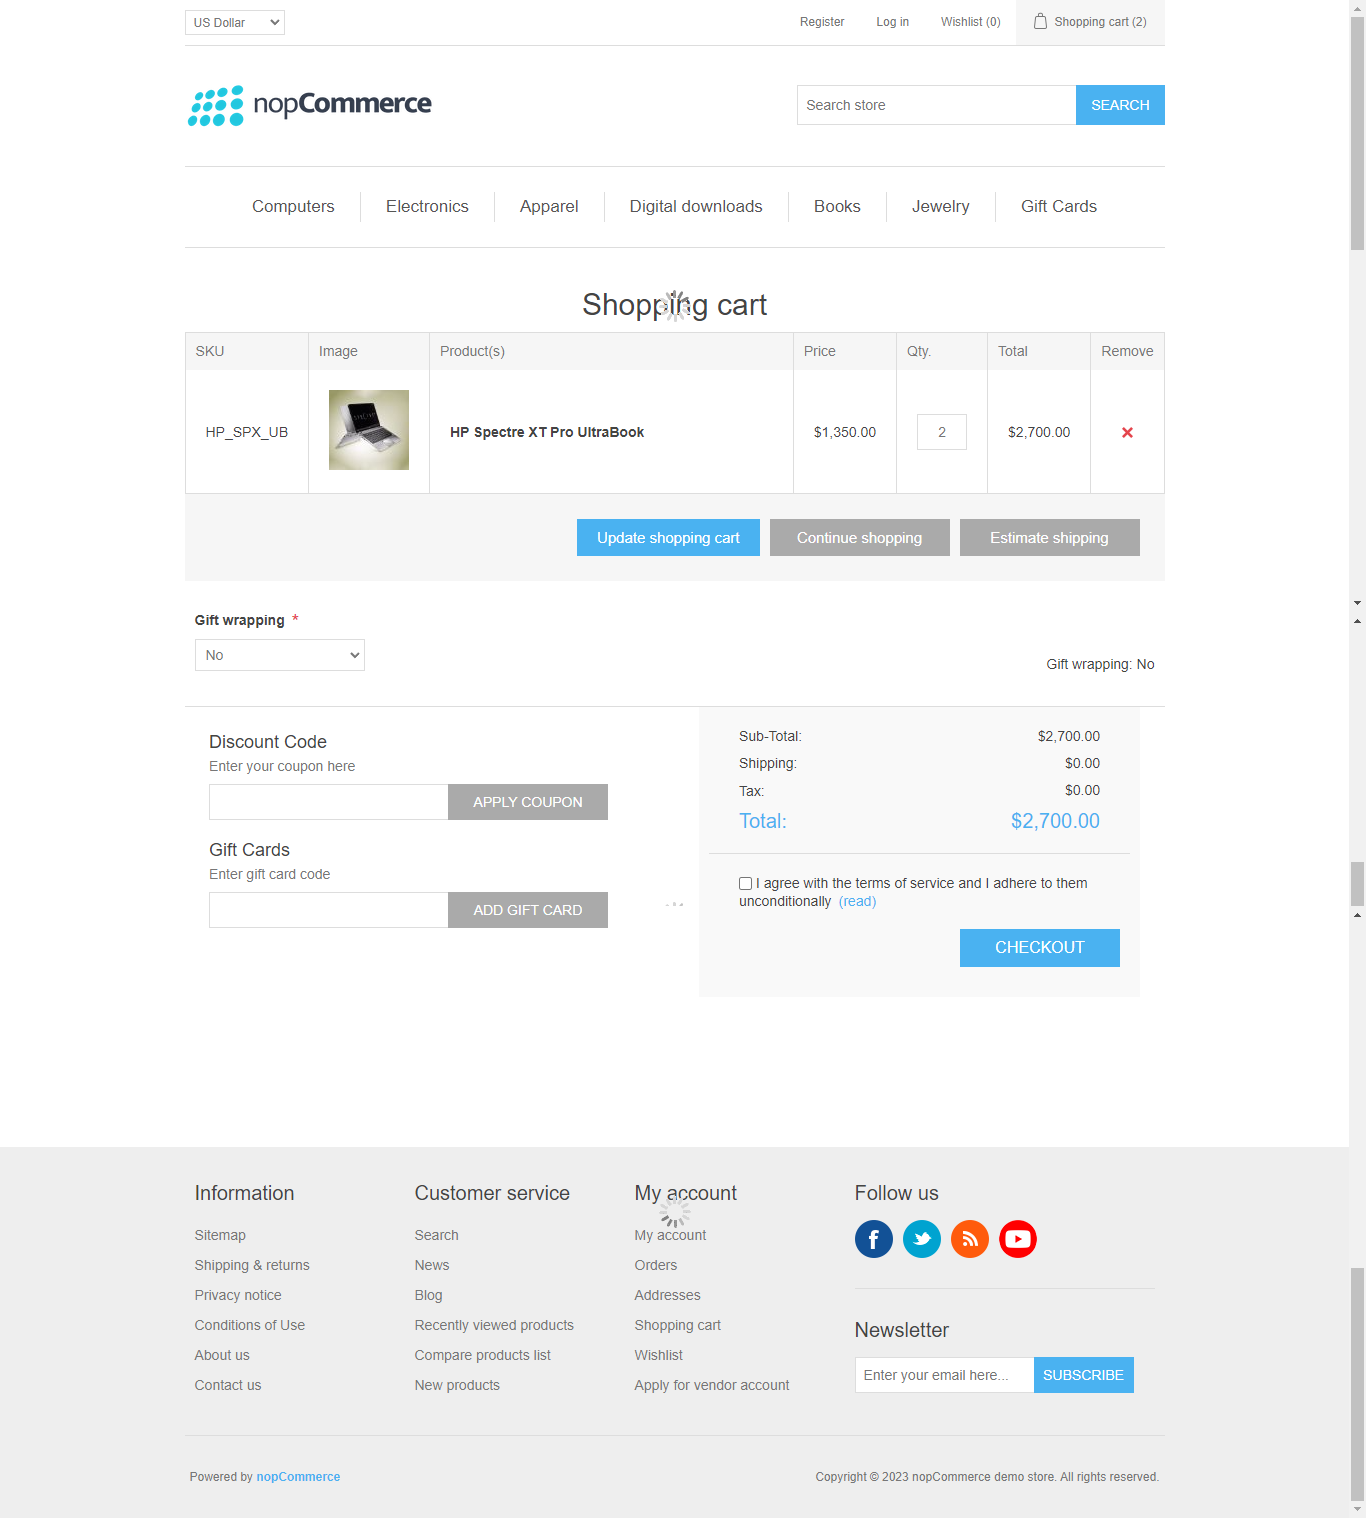 US Dollar
Register
Log in
Wishlist (0)
Shopping cart (2)
nopCommerce
Search store
SEARCH
Computers
Electronics
Apparel
Digital downloads
Books
Jewelry
Gift Cards
Shopping cart
SKU
Image
Product(s)
Price
Qty.
Total
Remove
HP_SPX_UB
HP Spectre XT Pro UltraBook
$1,350.00
2
$2,700.00
Update shopping cart
Continue shopping
Estimate shipping
Gift wrapping *
No
Gift wrapping: No
Discount Code
Enter your coupon here
APPLY COUPON
Gift Cards
Enter gift card code
ADD GIFT CARD
Sub-Total: $2,700.00
Shipping: $0.00
Tax: $0.00
Total: $2,700.00
I agree with the terms of service and I adhere to them
unconditionally (read)
CHECKOUT
Information
Sitemap
Shipping & returns
Privacy notice
Conditions of Use
About us
Contact us
Customer service
Search
News
Blog
Recently viewed products
Compare products list
New products
My account
My account
Orders
Addresses
Shopping cart
Wishlist
Apply for vendor account
Follow us
Newsletter
Enter your email here...
SUBSCRIBE
Powered by nopCommerce
Copyright © 2023 nopCommerce demo store. All rights reserved.